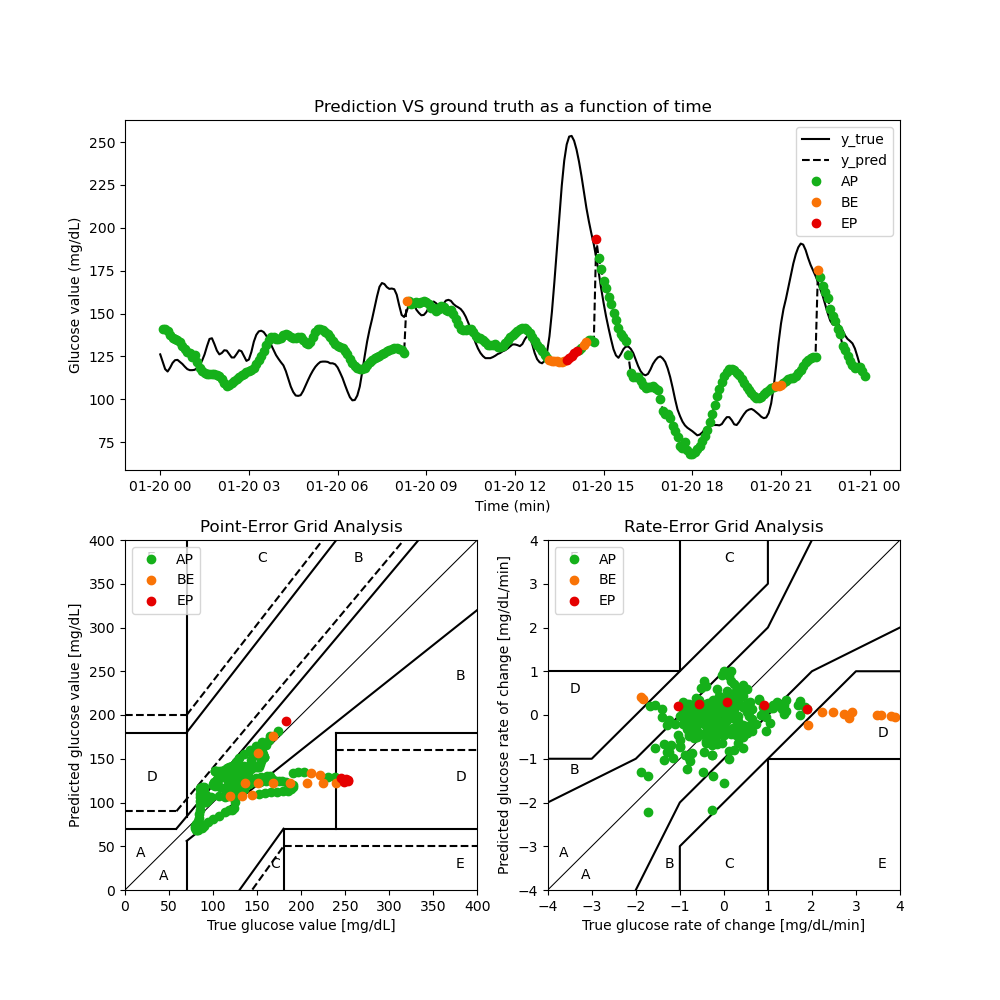 Prediction VS ground truth as a function of time
Glucose value (mg/dL)
250
225
200
175
150
125
100
75
y_true
y_pred
AP
BE
EP
01-20 00 01-20 03 01-20 06 01-20 09 01-20 12 01-20 15 01-20 18 01-20 21 01-21 00
Time (min)
Point-Error Grid Analysis
Predicted glucose value [mg/dL]
400
350
300
250
200
150
100
50
0
AP
BE
EP
C
B
B
D
D
A
A
C
E
0 50 100 150 200 250 300 350 400
True glucose value [mg/dL]
Rate-Error Grid Analysis
Predicted glucose rate of change [mg/dL/min]
4
3
2
1
0
−1
−2
−3
−4
AP
BE
EP
C
D
D
B
A
A
B
C
E
−4 −3 −2 −1 0 1 2 3 4
True glucose rate of change [mg/dL/min]